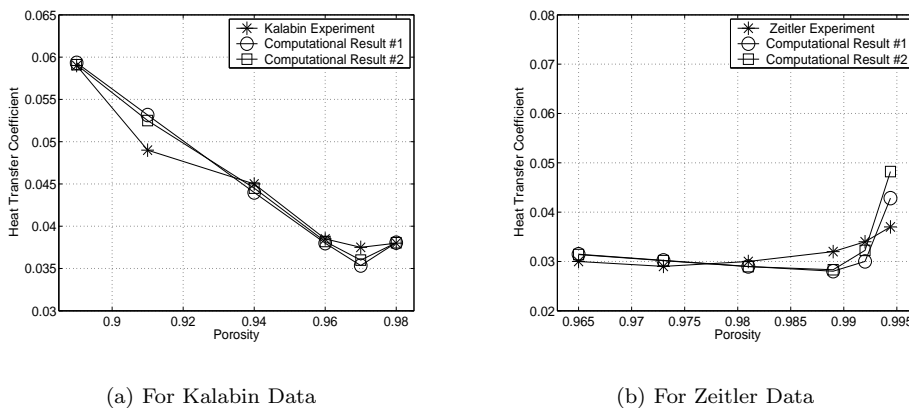 0.065
0.06
0.055
0.05
0.045
0.04
0.035
0.03
Heat Transfer Coefficient
Kalabin Experiment
Computational Result #1
Computational Result #2
0.9 0.92 0.94 0.96 0.98
Porosity
(a) For Kalabin Data
0.08
0.07
0.06
0.05
0.04
0.03
0.02
Heat Transfer Coefficient
Zeitler Experiment
Computational Result #1
Computational Result #2
0.965 0.97 0.975 0.98 0.985 0.99 0.995
Porosity
(b) For Zeitler Data